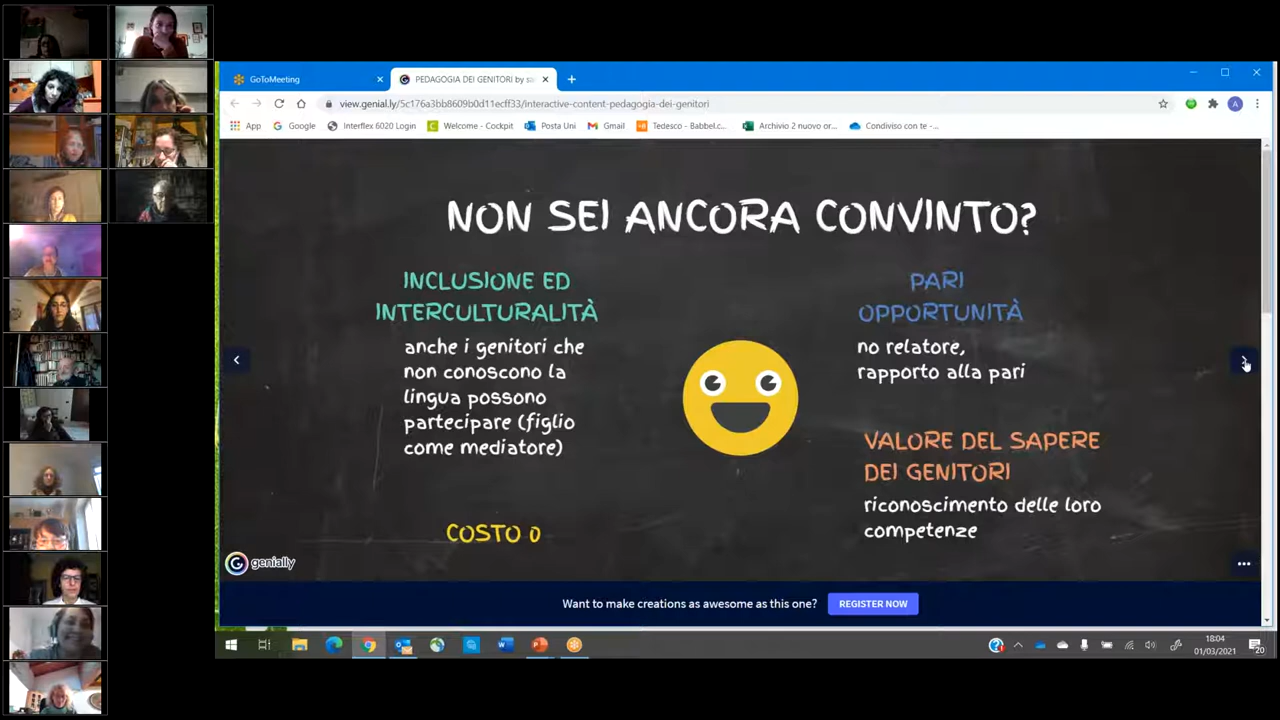 GoToMeeting
PEDAGOGIA DEI GENITORI by s
view.genial.ly/5c176a3bb8609b0d11ecff33/interactive-content-pedagogia-dei-genitori
A
App
Google
Interflex 6020 Login
Welcome - Cockpit
Posta Uni
Gmail
Tedesco - Babbel.c...
Archivio 2 nuovo or...
Condiviso con te -...
NON SEI ANCORA CONVINTO?
INCLUSIONE ED
INTERCULTURALITÀ
anche i genitori che
non conoscono la
lingua possono
partecipare (figlio
come mediatore)
COSTO 0
PARI
OPPORTUNITÀ
no relatore,
rapporto alla pari
VALORE DEL SAPERE
DEI GENITORI
riconoscimento delle loro
competenze
genially
Want to make creations as awesome as this one?
REGISTER NOW
18:04
01/03/2021
20